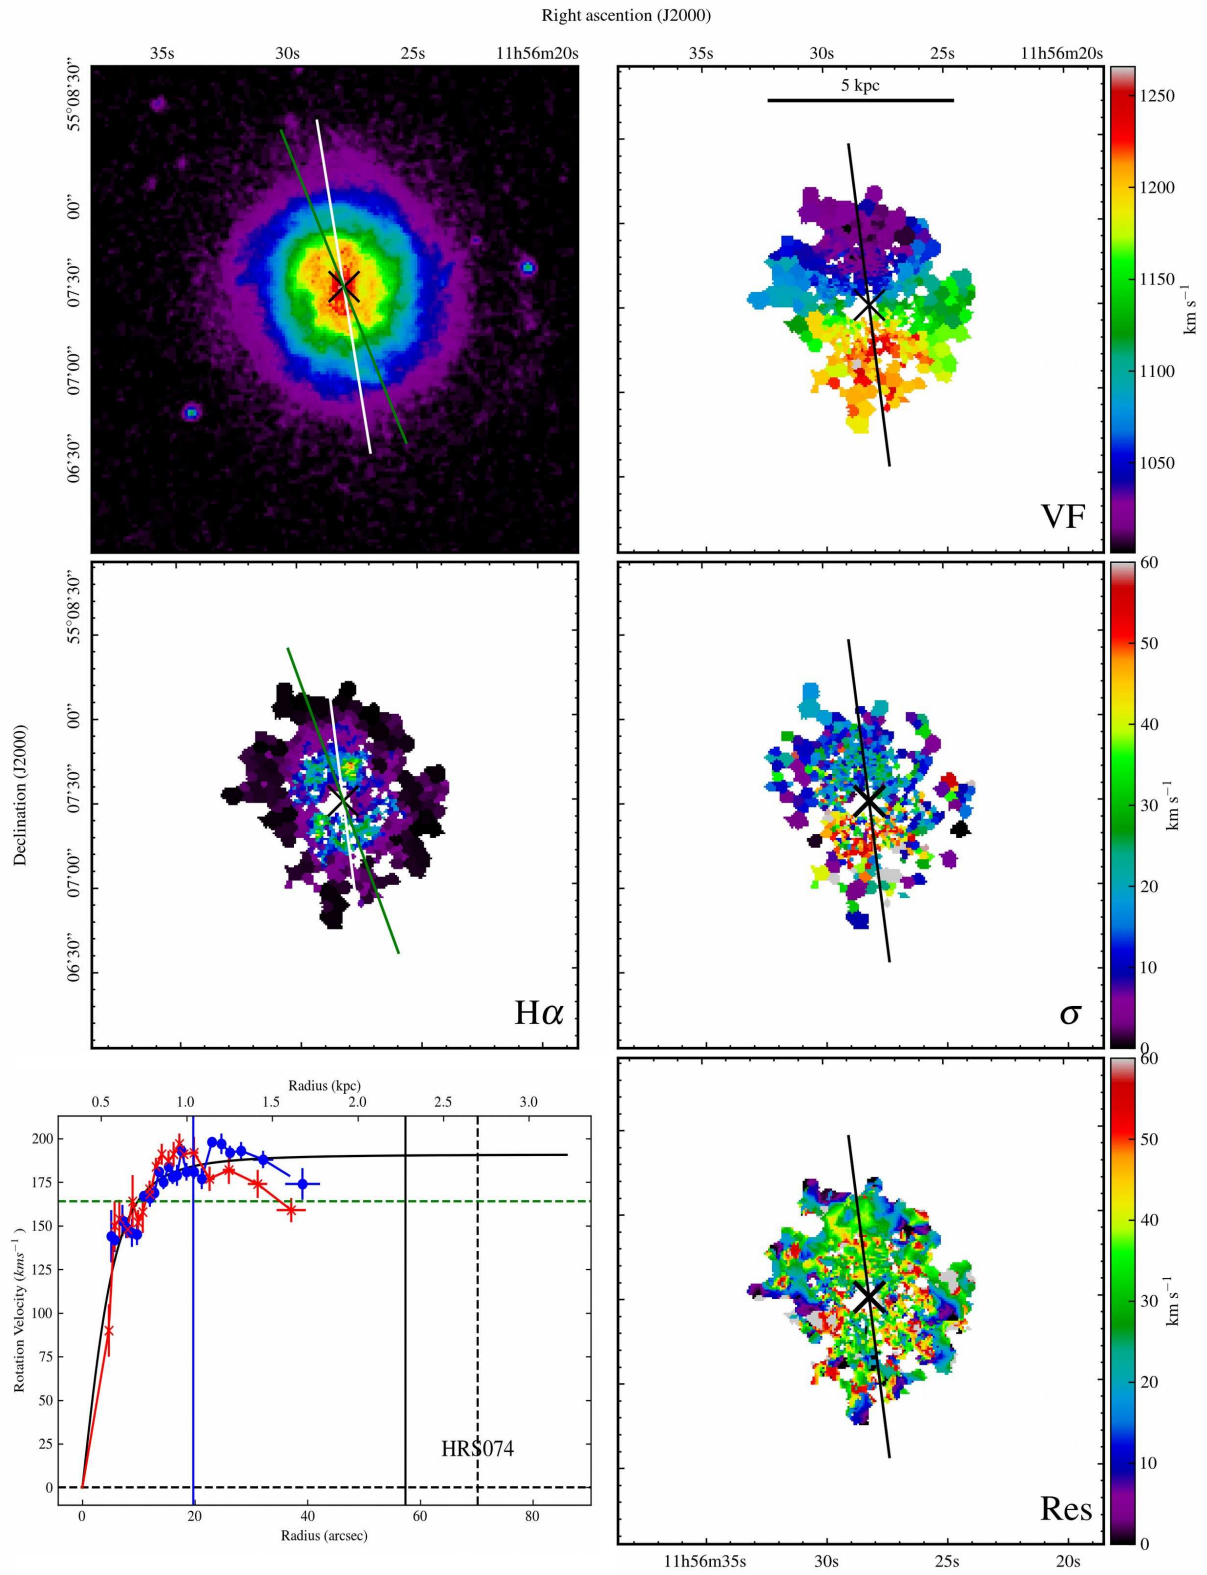 Right ascention (J2000)
35s 30s 25s 11h56m20s
35s 30s 25s 11h56m20s
55°08'30”
00”
07'30”
07'00”
06'30”
5 kpc
VF
1250
1200
1150
1100
1050
km s−1
Declination (J2000)
55°08'30”
00”
07'30”
07'00”
06'30”
Hα
σ
60
50
40
30
20
10
0
km s−1
Radius (kpc)
0.5 1.0 1.5 2.0 2.5 3.0
Rotation Velocity (kms−1 )
200
175
150
125
100
75
50
25
0
HRS074
0 20 40 60 80
Radius (arcsec)
Res
60
50
40
30
20
10
0
km s−1
11h56m35s 30s 25s 20s